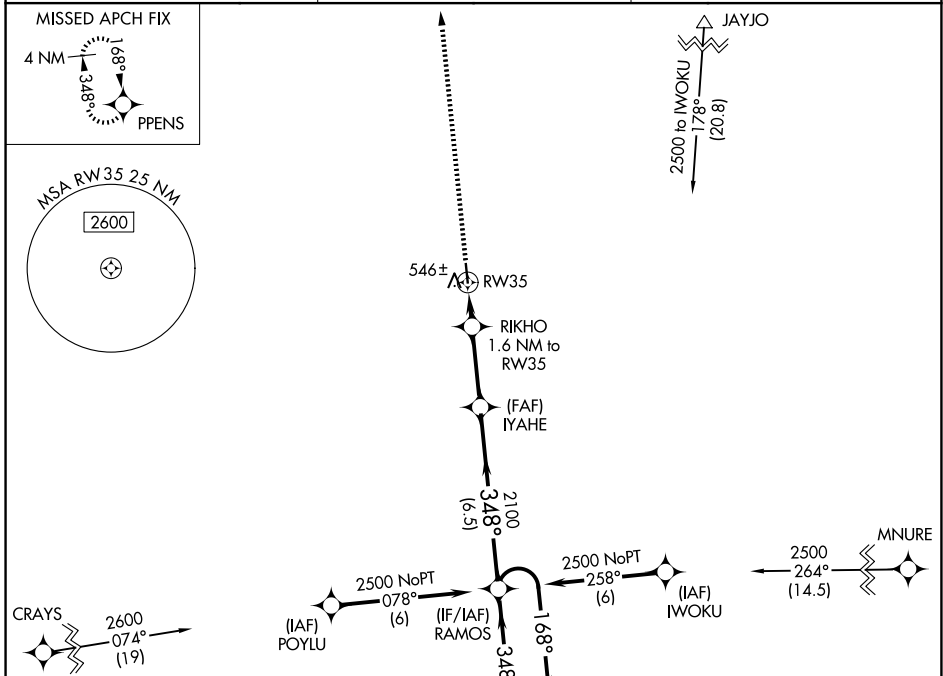 MISSED APCH FIX
4 NM
168°
348°
PPENS
MSA RW35 25 NM
2600
JAYJO
2500 to IWOKU
178°
(20.8)
546±
RW35
RIKHO
1.6 NM to
RW35
(FAF)
IYAHE
2100
348°
(6.5)
MNURE
2500
264°
(14.5)
2500 NoPT
258°
(6)
(IAF)
IWOKU
2500 NoPT
078°
(6)
(IAF)
POYLU
(IF/IAF)
RAMOS
168°
348
CRAYS
2600
074°
(19)